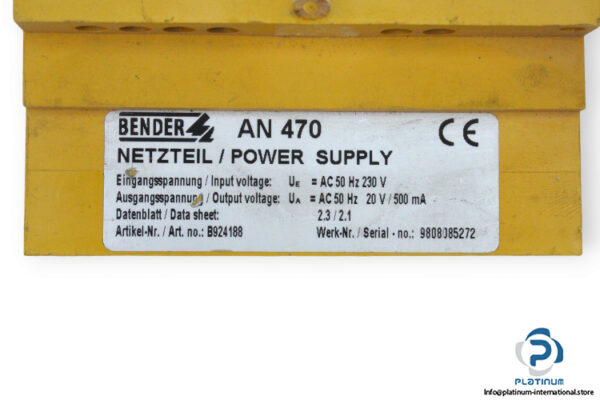 BENDER AN 470 CE
NETZTEIL / POWER SUPPLY
Eingangsspannung / Input voltage: UE = AC 50 Hz 230 V
Ausgangsspannung / Output voltage: UA = AC 50 Hz 20 V / 500 mA
Datenblatt / Data sheet: 2.3 / 2.1
Artikel-Nr. / Art. no.: B924188 Werk-Nr. / Serial - no.: 9808085272
PLATINUM
Info@platinum-international.store